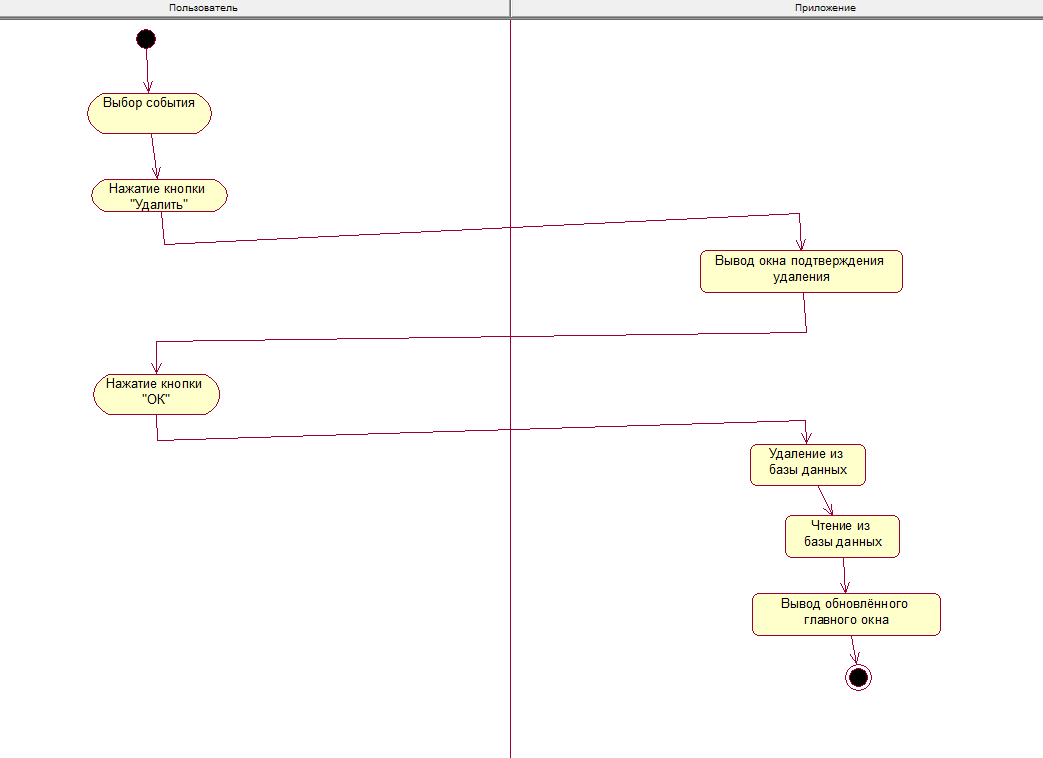 Пользователь
Приложение
Выбор события
Нажатие кнопки
"Удалить"
Вывод окна подтверждения
удаления
Нажатие кнопки
"ОК"
Удаление из
базы данных
Чтение из
базы данных
Вывод обновлённого
главного окна